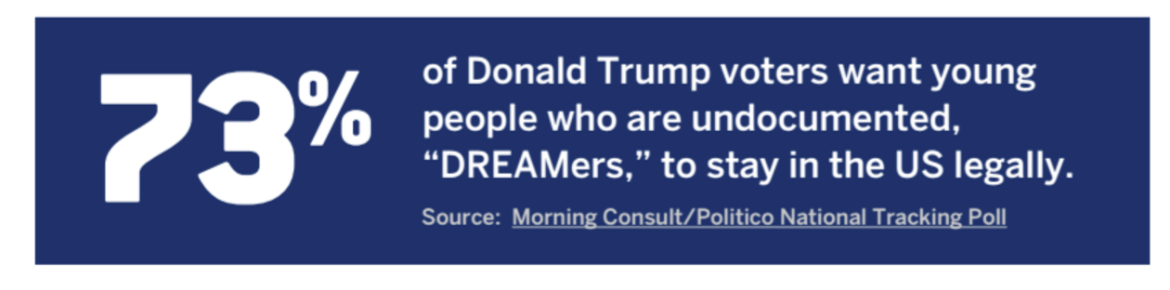 73%
of Donald Trump voters want young
people who are undocumented,
“DREAMers,” to stay in the US legally.
Source: Morning Consult/Politico National Tracking Poll